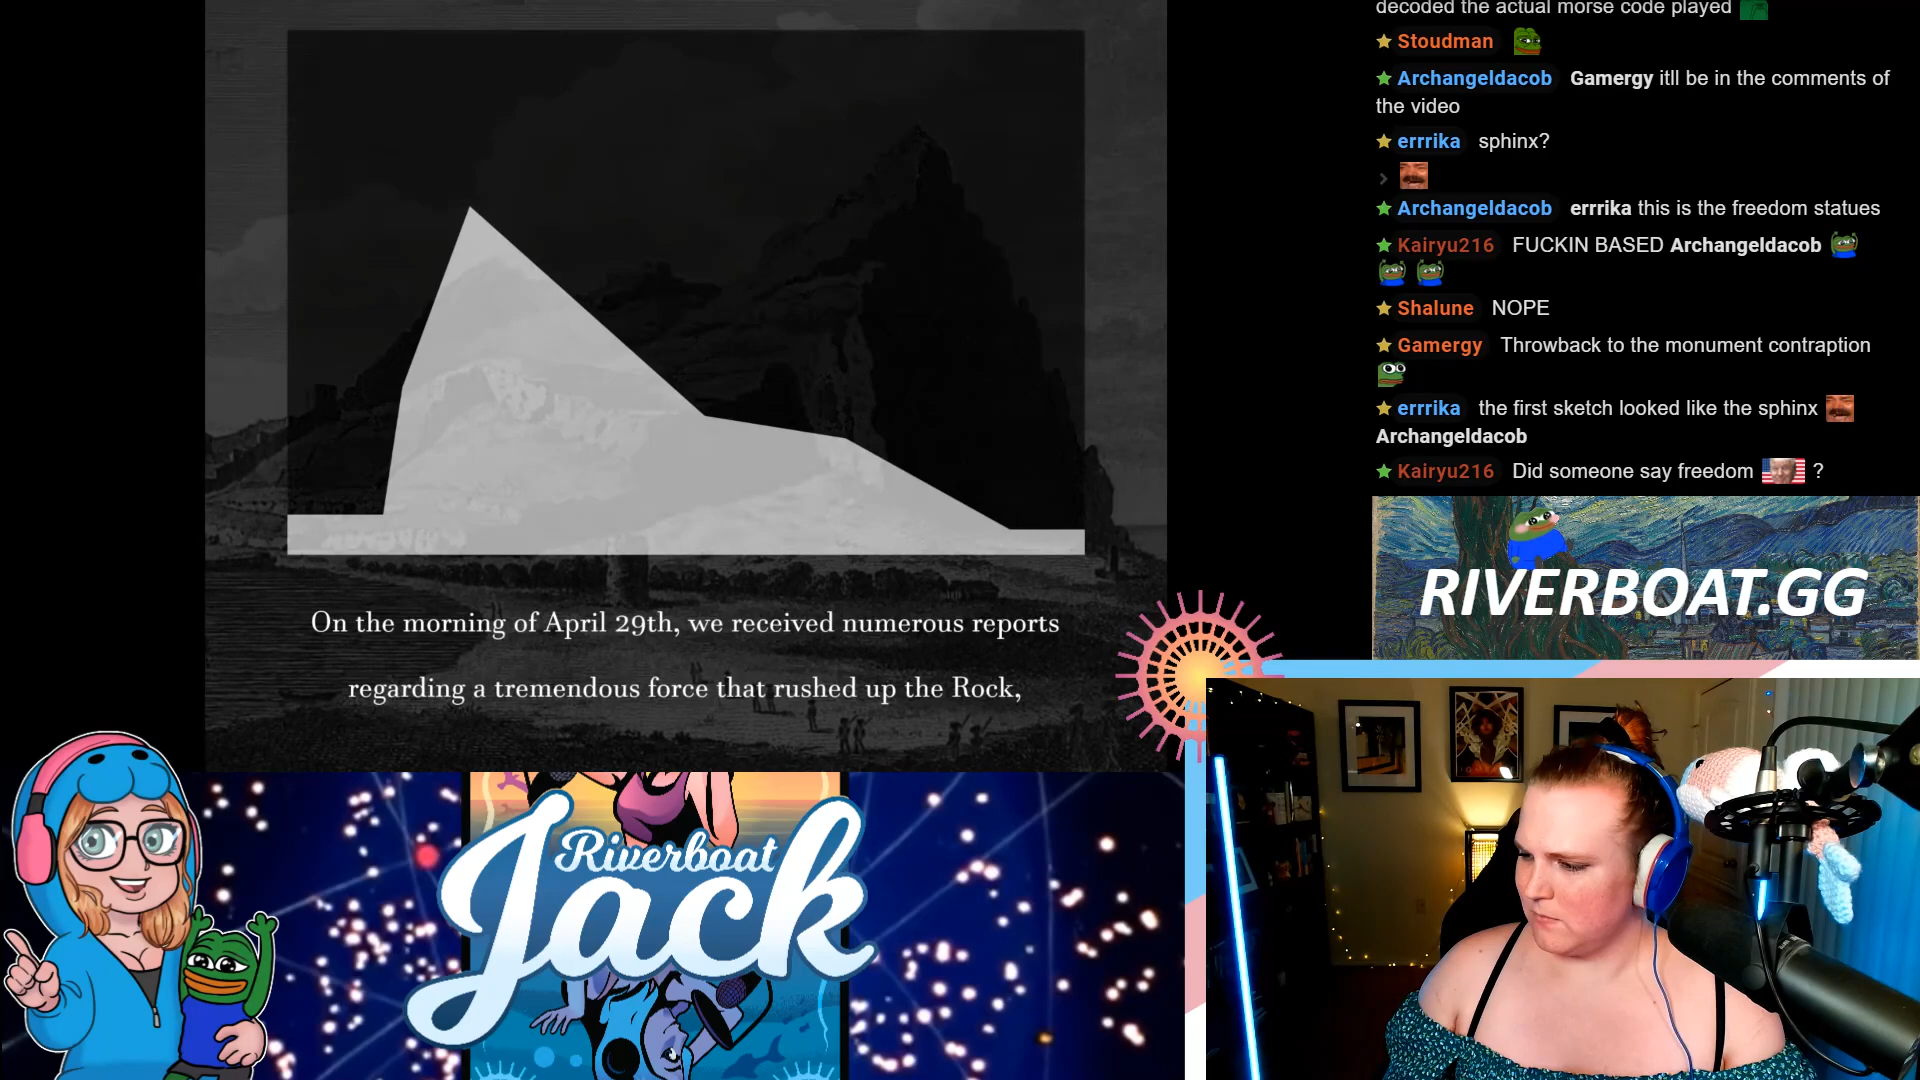 decoded the actual morse code played
Stoudman
Archangeldacob Gamergy itll be in the comments of
the video
errrika sphinx?
Archangeldacob errrika this is the freedom statues
Kairyu216 FUCKIN BASED Archangeldacob
Shalune NOPE
Gamergy Throwback to the monument contraption
errrika the first sketch looked like the sphinx
Archangeldacob
Kairyu216 Did someone say freedom ?
RIVERBOAT.GG
On the morning of April 29th, we received numerous reports
regarding a tremendous force that rushed up the Rock,
Riverboat
Jack